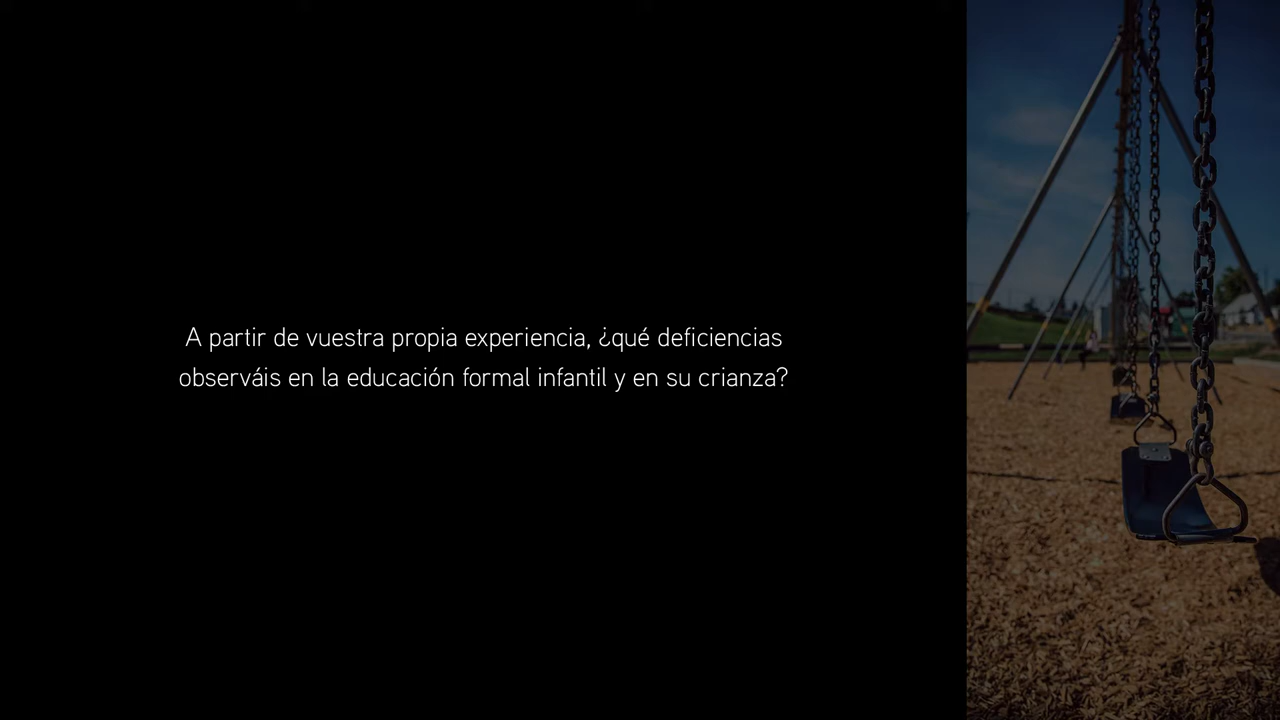 A partir de vuestra propia experiencia, ¿qué deficiencias
observáis en la educación formal infantil y en su crianza?